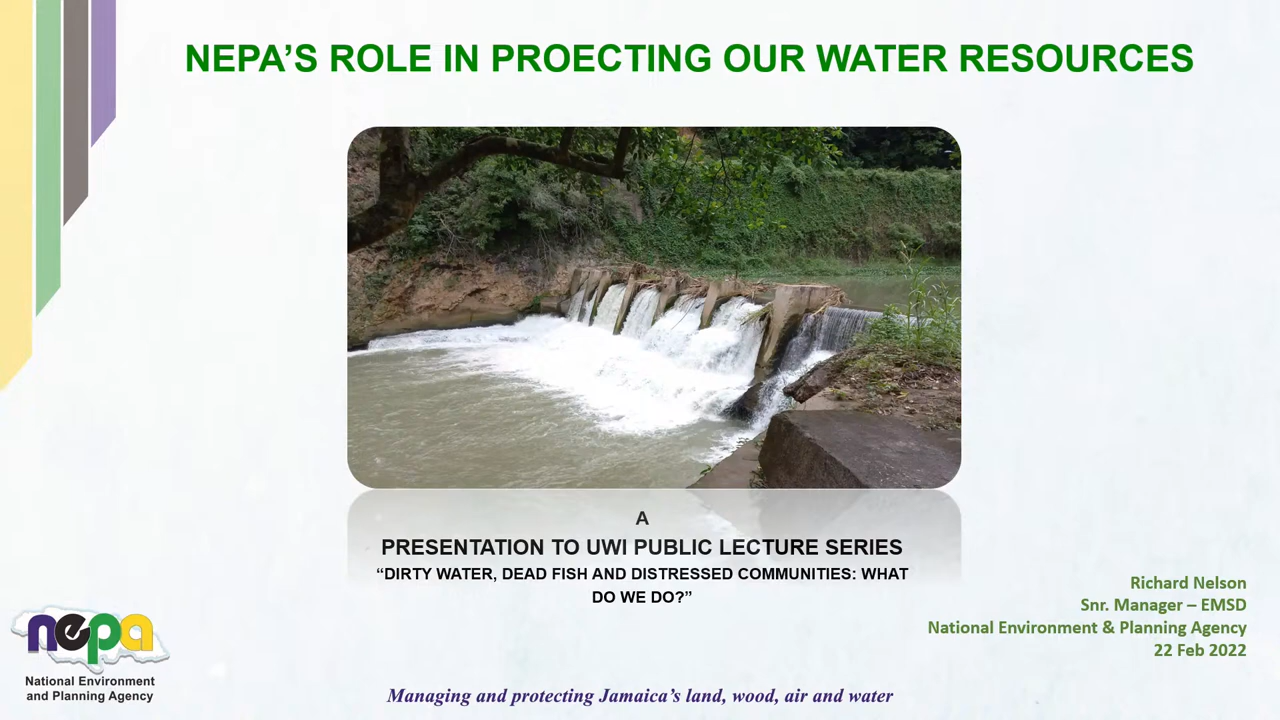 NEPA’S ROLE IN PROECTING OUR WATER RESOURCES
A
PRESENTATION TO UWI PUBLIC LECTURE SERIES
“DIRTY WATER, DEAD FISH AND DISTRESSED COMMUNITIES: WHAT
DO WE DO?”
Richard Nelson
Snr. Manager – EMSD
National Environment & Planning Agency
22 Feb 2022
nepa
National Environment
and Planning Agency
Managing and protecting Jamaica’s land, wood, air and water